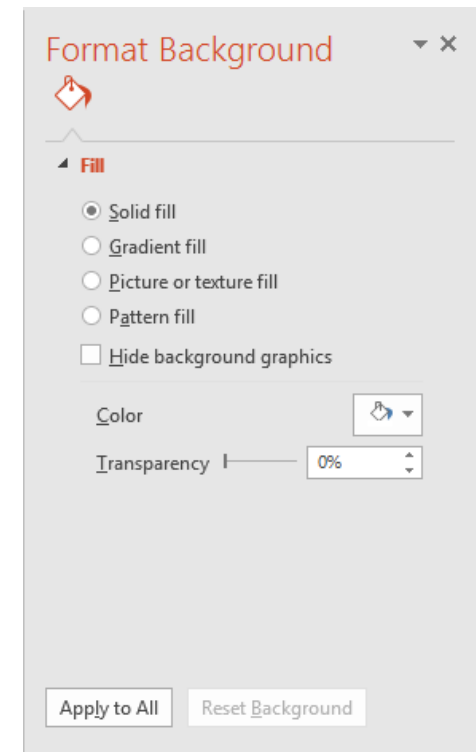 Format Background
Fill
Solid fill
Gradient fill
Picture or texture fill
Pattern fill
Hide background graphics
Color
Transparency 0%
Apply to All Reset Background